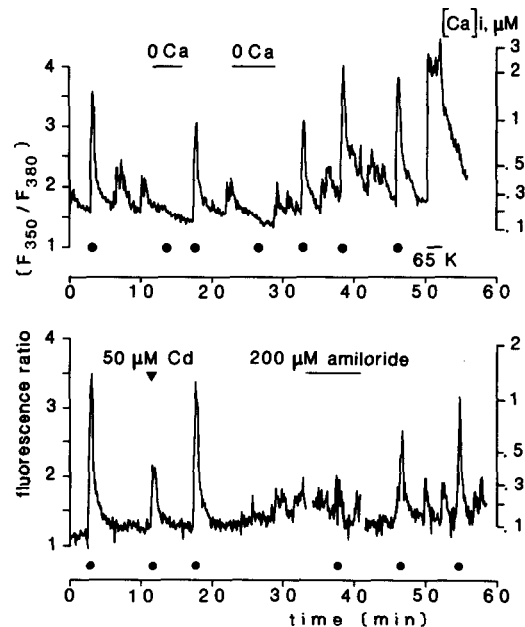 [Ca]i, μM
0 Ca 0 Ca
4
3
2
1
3
2
1
.5
.3
.1
(F350/F380)
65 K
0 10 20 30 40 50 60
50 μM Cd 200 μM amiloride
4
3
2
1
2
1
.5
.3
.1
fluorescence ratio
0 10 20 30 40 50 60
time (min)